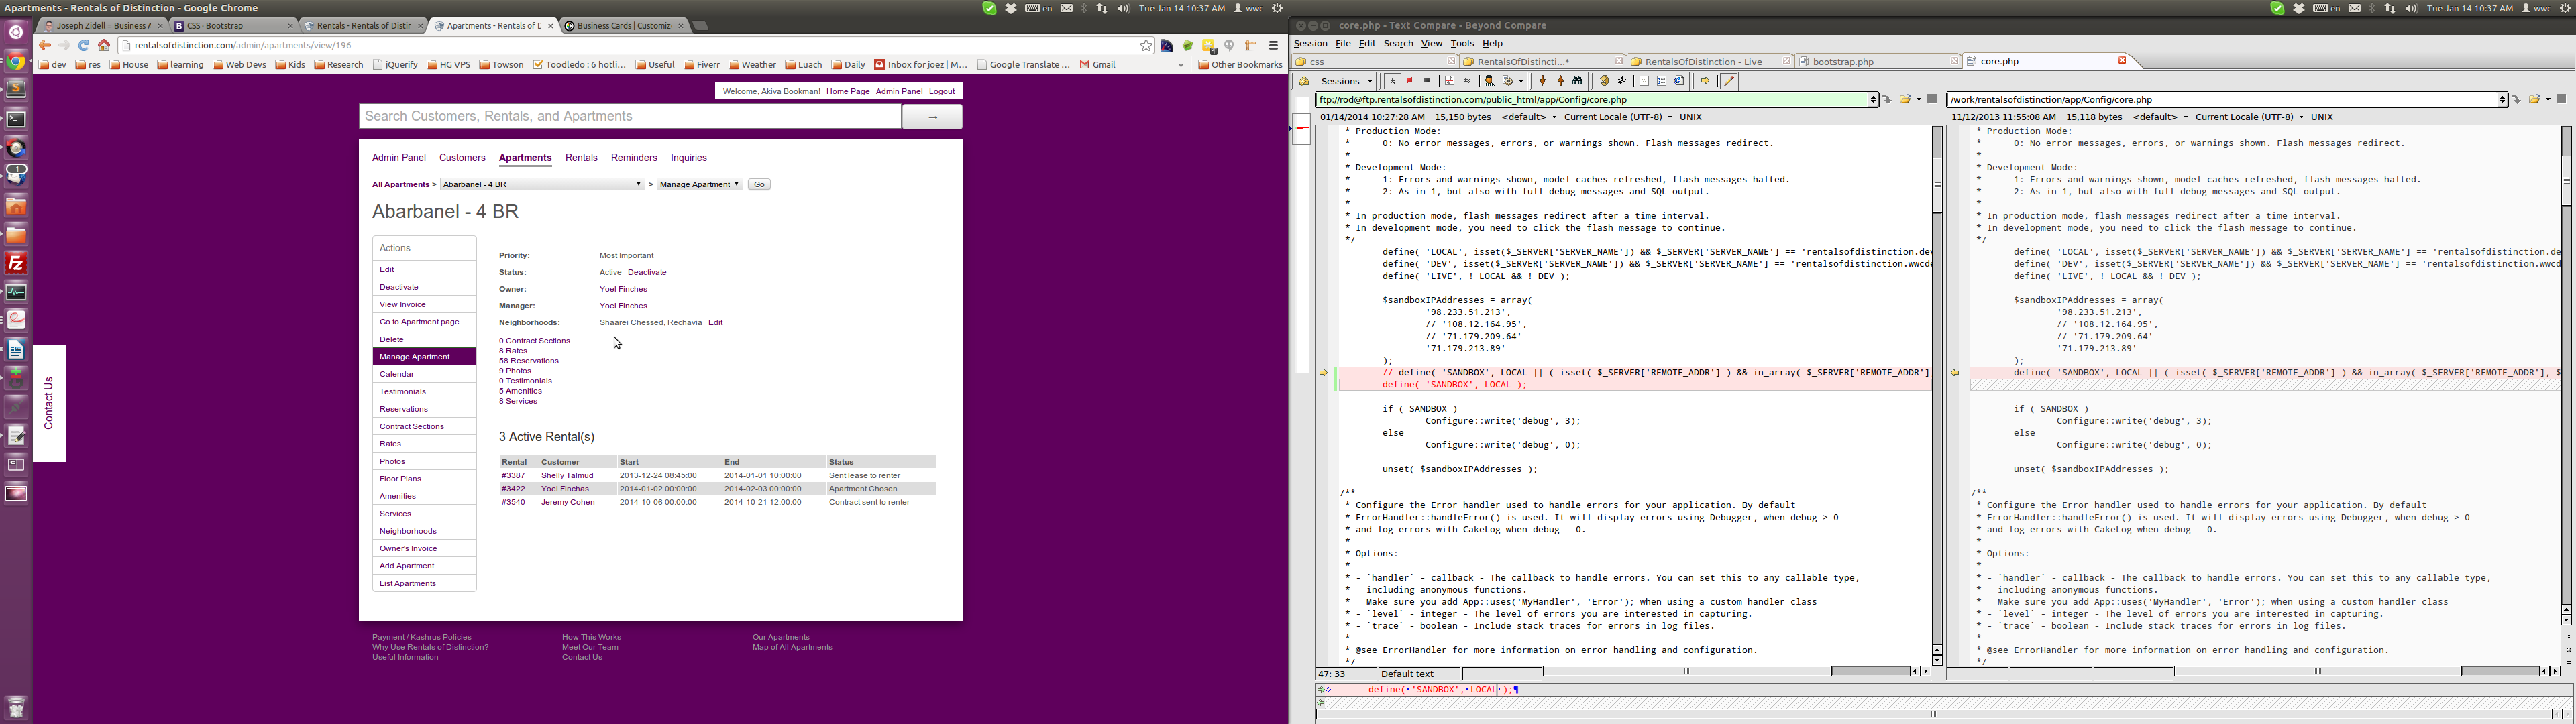 Apartments - Rentals of Distinction - Google Chrome
en
Tue Jan 14 10:37 AM
wwc
Joseph Zidell = Business A
CSS · Bootstrap
Rentals - Rentals of Distin
Apartments - Rentals of D
Business Cards | Customiz
rentalsofdistinction.com/admin/apartments/view/196
dev
res
House
learning
Web Devs
Kids
Research
jQuerify
HG VPS
Towson
Toodledo : 6 hotli...
Useful
Fiverr
Weather
Luach
Daily
Inbox for joez | M...
Google Translate ...
Gmail
Other Bookmarks
Welcome, Akiva Bookman! Home Page Admin Panel Logout
Search Customers, Rentals, and Apartments
→
Admin Panel Customers Apartments Rentals Reminders Inquiries
All Apartments > Abarbanel - 4 BR > Manage Apartment Go
Abarbanel - 4 BR
Actions
Edit
Deactivate
View Invoice
Go to Apartment page
Delete
Manage Apartment
Calendar
Testimonials
Reservations
Contract Sections
Rates
Photos
Floor Plans
Amenities
Services
Neighborhoods
Owner's Invoice
Add Apartment
List Apartments
Priority: Most Important
Status: Active Deactivate
Owner: Yoel Finches
Manager: Yoel Finches
Neighborhoods: Shaarei Chessed, Rechavia Edit
0 Contract Sections
8 Rates
58 Reservations
9 Photos
0 Testimonials
5 Amenities
8 Services
3 Active Rental(s)
Rental Customer Start End Status
#3387 Shelly Talmud 2013-12-24 08:45:00 2014-01-01 10:00:00 Sent lease to renter
#3422 Yoel Finchas 2014-01-02 00:00:00 2014-02-03 00:00:00 Apartment Chosen
#3540 Jeremy Cohen 2014-10-06 00:00:00 2014-10-21 12:00:00 Contract sent to renter
Contact Us
Payment / Kashrus Policies How This Works Our Apartments
Why Use Rentals of Distinction? Meet Our Team Map of All Apartments
Useful Information Contact Us
en
Tue Jan 14 10:37 AM
wwc
core.php - Text Compare - Beyond Compare
Session File Edit Search View Tools Help
css
RentalsOfDistincti...*
RentalsOfDistinction - Live
bootstrap.php
core.php
Sessions
ftp://rod@ftp.rentalsofdistinction.com/public_html/app/Config/core.php
01/14/2014 10:27:28 AM 15,150 bytes <default> Current Locale (UTF-8) UNIX
* Production Mode:
* 0: No error messages, errors, or warnings shown. Flash messages redirect.
*
* Development Mode:
* 1: Errors and warnings shown, model caches refreshed, flash messages halted.
* 2: As in 1, but also with full debug messages and SQL output.
*
* In production mode, flash messages redirect after a time interval.
* In development mode, you need to click the flash message to continue.
*/
define( 'LOCAL', isset($_SERVER['SERVER_NAME']) && $_SERVER['SERVER_NAME'] == 'rentalsofdistinction.dev
define( 'DEV', isset($_SERVER['SERVER_NAME']) && $_SERVER['SERVER_NAME'] == 'rentalsofdistinction.wwcde
define( 'LIVE', ! LOCAL && ! DEV );
$sandboxIPAddresses = array(
'98.233.51.213',
// '108.12.164.95',
// '71.179.209.64'
'71.179.213.89'
);
// define( 'SANDBOX', LOCAL || ( isset( $_SERVER['REMOTE_ADDR'] ) && in_array( $_SERVER['REMOTE_ADDR']
define( 'SANDBOX', LOCAL );
if ( SANDBOX )
Configure::write('debug', 3);
else
Configure::write('debug', 0);
unset( $sandboxIPAddresses );
/**
* Configure the Error handler used to handle errors for your application. By default
* ErrorHandler::handleError() is used. It will display errors using Debugger, when debug > 0
* and log errors with CakeLog when debug = 0.
*
* Options:
*
* - `handler` - callback - The callback to handle errors. You can set this to any callable type,
* including anonymous functions.
* Make sure you add App::uses('MyHandler', 'Error'); when using a custom handler class
* - `level` - integer - The level of errors you are interested in capturing.
* - `trace` - boolean - Include stack traces for errors in log files.
*
* @see ErrorHandler for more information on error handling and configuration.
*/
47: 33 Default text
define(·'SANDBOX',·LOCAL·);¶
/work/rentalsofdistinction/app/Config/core.php
11/12/2013 11:55:08 AM 15,118 bytes <default> Current Locale (UTF-8) UNIX
* Production Mode:
* 0: No error messages, errors, or warnings shown. Flash messages redirect.
*
* Development Mode:
* 1: Errors and warnings shown, model caches refreshed, flash messages halted.
* 2: As in 1, but also with full debug messages and SQL output.
*
* In production mode, flash messages redirect after a time interval.
* In development mode, you need to click the flash message to continue.
*/
define( 'LOCAL', isset($_SERVER['SERVER_NAME']) && $_SERVER['SERVER_NAME'] == 'rentalsofdistinction.de
define( 'DEV', isset($_SERVER['SERVER_NAME']) && $_SERVER['SERVER_NAME'] == 'rentalsofdistinction.wwcd
define( 'LIVE', ! LOCAL && ! DEV );
$sandboxIPAddresses = array(
'98.233.51.213',
// '108.12.164.95',
// '71.179.209.64'
'71.179.213.89'
);
define( 'SANDBOX', LOCAL || ( isset( $_SERVER['REMOTE_ADDR'] ) && in_array( $_SERVER['REMOTE_ADDR'], $
if ( SANDBOX )
Configure::write('debug', 3);
else
Configure::write('debug', 0);
unset( $sandboxIPAddresses );
/**
* Configure the Error handler used to handle errors for your application. By default
* ErrorHandler::handleError() is used. It will display errors using Debugger, when debug > 0
* and log errors with CakeLog when debug = 0.
*
* Options:
*
* - `handler` - callback - The callback to handle errors. You can set this to any callable type,
* including anonymous functions.
* Make sure you add App::uses('MyHandler', 'Error'); when using a custom handler class
* - `level` - integer - The level of errors you are interested in capturing.
* - `trace` - boolean - Include stack traces for errors in log files.
*
* @see ErrorHandler for more information on error handling and configuration.
*/